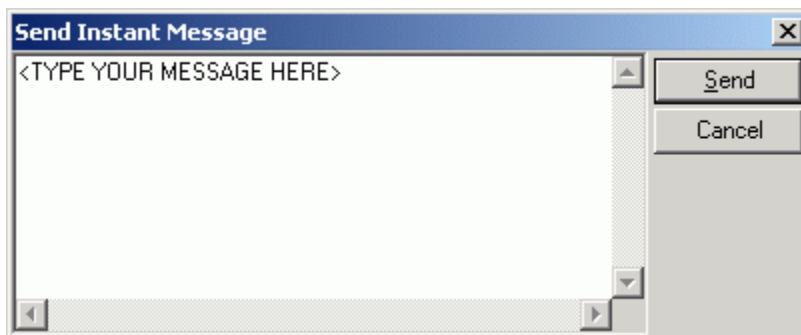 Send Instant Message
<TYPE YOUR MESSAGE HERE>
Send
Cancel